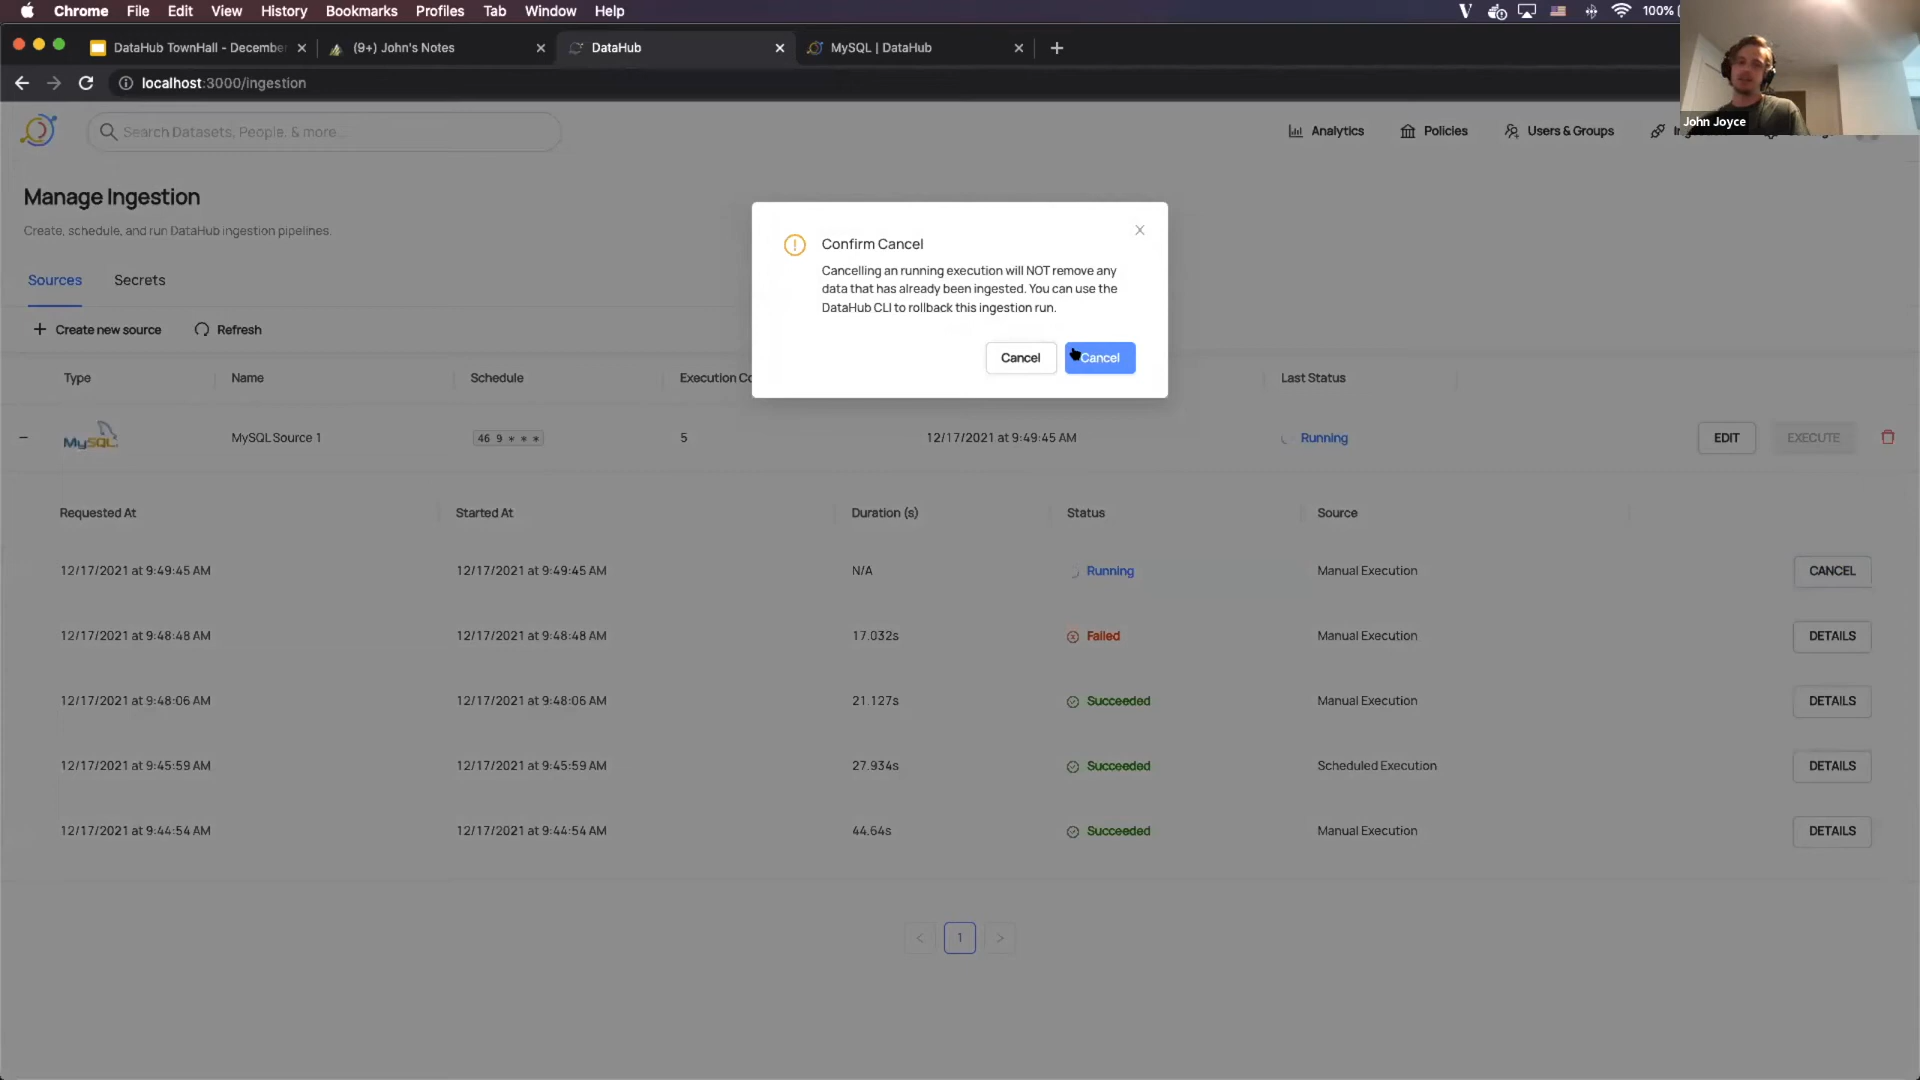 Chrome File Edit View History Bookmarks Profiles Tab Window Help 100%
DataHub TownHall - December (9+) John's Notes DataHub MySQL | DataHub
localhost:3000/ingestion
John Joyce
Search Datasets, People, & more... Analytics Policies Users & Groups
Manage Ingestion
Create, schedule, and run DataHub ingestion pipelines.
Sources Secrets
Create new source Refresh
Confirm Cancel
Cancelling an running execution will NOT remove any
data that has already been ingested. You can use the
DataHub CLI to rollback this ingestion run.
Cancel Cancel
Type Name Schedule Execution Last Status
MySQL MySQL Source 1 46 9 * * * 5 12/17/2021 at 9:49:45 AM Running EDIT EXECUTE
Requested At Started At Duration (s) Status Source
12/17/2021 at 9:49:45 AM 12/17/2021 at 9:49:45 AM N/A Running Manual Execution CANCEL
12/17/2021 at 9:48:48 AM 12/17/2021 at 9:48:48 AM 17.032s Failed Manual Execution DETAILS
12/17/2021 at 9:48:06 AM 12/17/2021 at 9:48:06 AM 21.127s Succeeded Manual Execution DETAILS
12/17/2021 at 9:45:59 AM 12/17/2021 at 9:45:59 AM 27.934s Succeeded Scheduled Execution DETAILS
12/17/2021 at 9:44:54 AM 12/17/2021 at 9:44:54 AM 44.64s Succeeded Manual Execution DETAILS
< 1 >